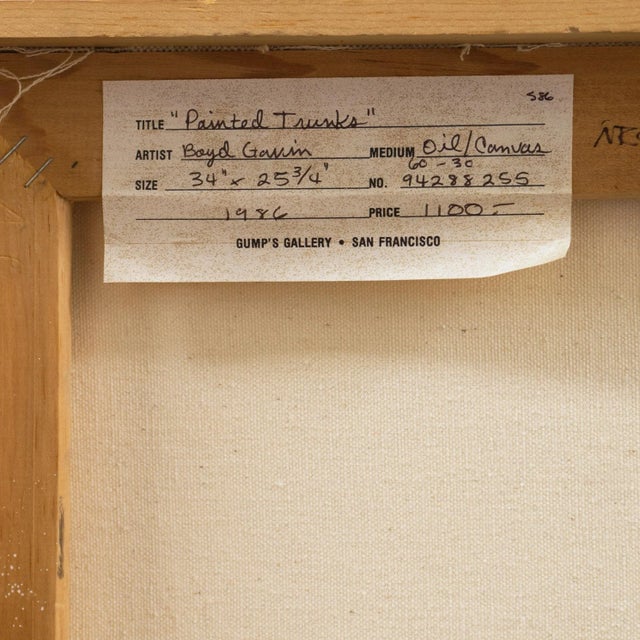 S86
TITLE "Painted Trunks"
ARTIST Boyd Gavin MEDIUM Oil/Canvas
60-30
SIZE 34" x 25 3/4" NO. 94288255
1986 PRICE 1100.-
GUMP'S GALLERY • SAN FRANCISCO